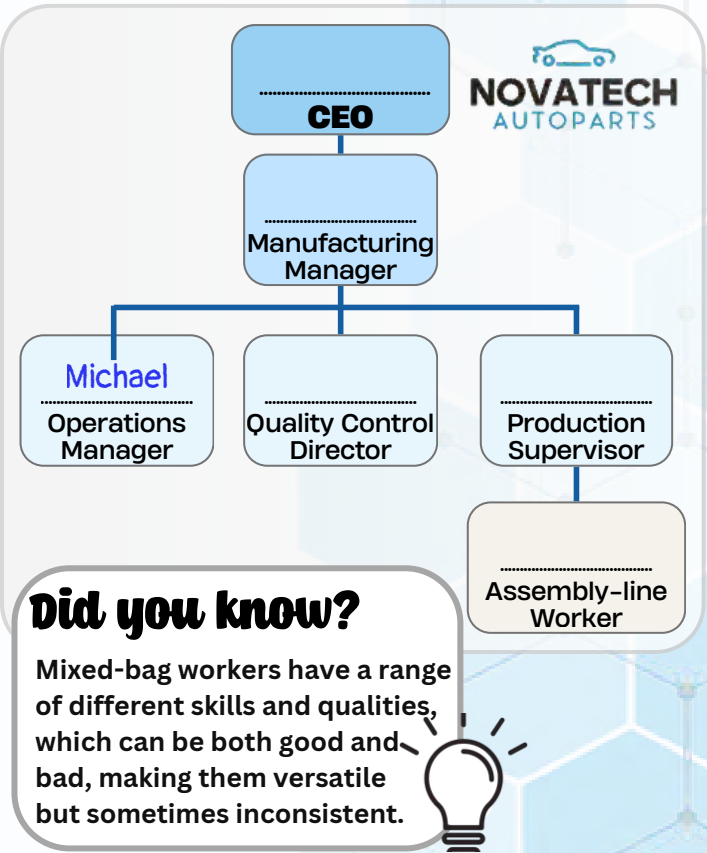 NOVATECH
AUTOPARTS
CEO
Manufacturing
Manager
Michael
Operations
Manager
Quality Control
Director
Production
Supervisor
Assembly-line
Worker
Did you know?
Mixed-bag workers have a range
of different skills and qualities,
which can be both good and
bad, making them versatile
but sometimes inconsistent.